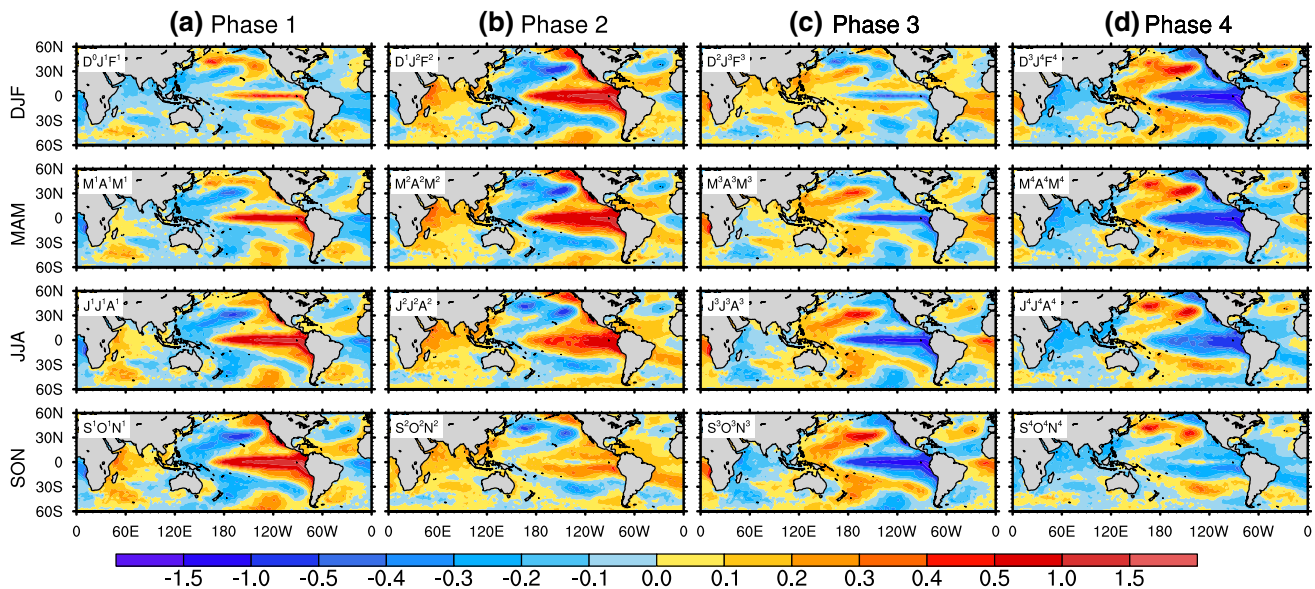 (a) Phase 1 (b) Phase 2 (c) Phase 3 (d) Phase 4
DJF
60N
30N
0
30S
60S
D⁰J¹F¹
D¹J²F²
D²J³F³
D³J⁴F⁴
MAM
60N
30N
0
30S
60S
M¹A¹M¹
M²A²M²
M³A³M³
M⁴A⁴M⁴
JJA
60N
30N
0
30S
60S
J¹J¹A¹
J²J²A²
J³J³A³
J⁴J⁴A⁴
SON
60N
30N
0
30S
60S
S¹O¹N¹
S²O²N²
S³O³N³
S⁴O⁴N⁴
0 60E 120E 180 120W 60W 0 60E 120E 180 120W 60W 0
0 60E 120E 180 120W 60W 0 60E 120E 180 120W 60W 0
-1.5 -1.0 -0.5 -0.4 -0.3 -0.2 -0.1 0.0 0.1 0.2 0.3 0.4 0.5 1.0 1.5